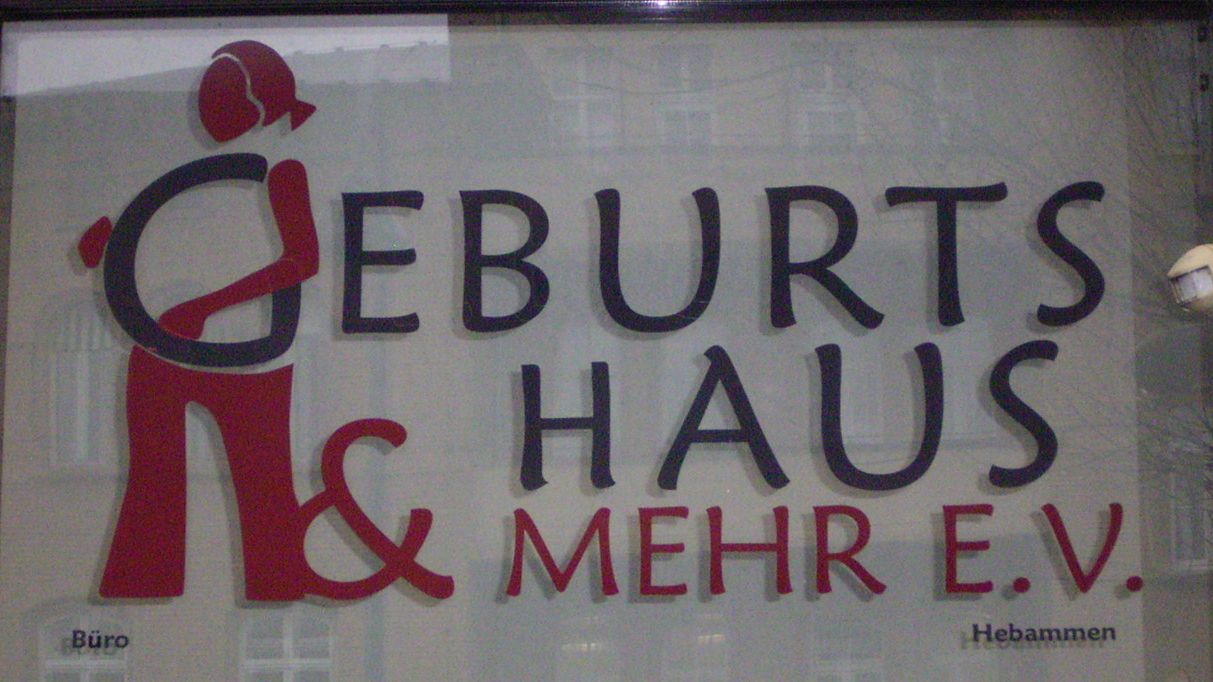 GEBURTS
HAUS
& MEHR E.V.
Büro
Hebammen